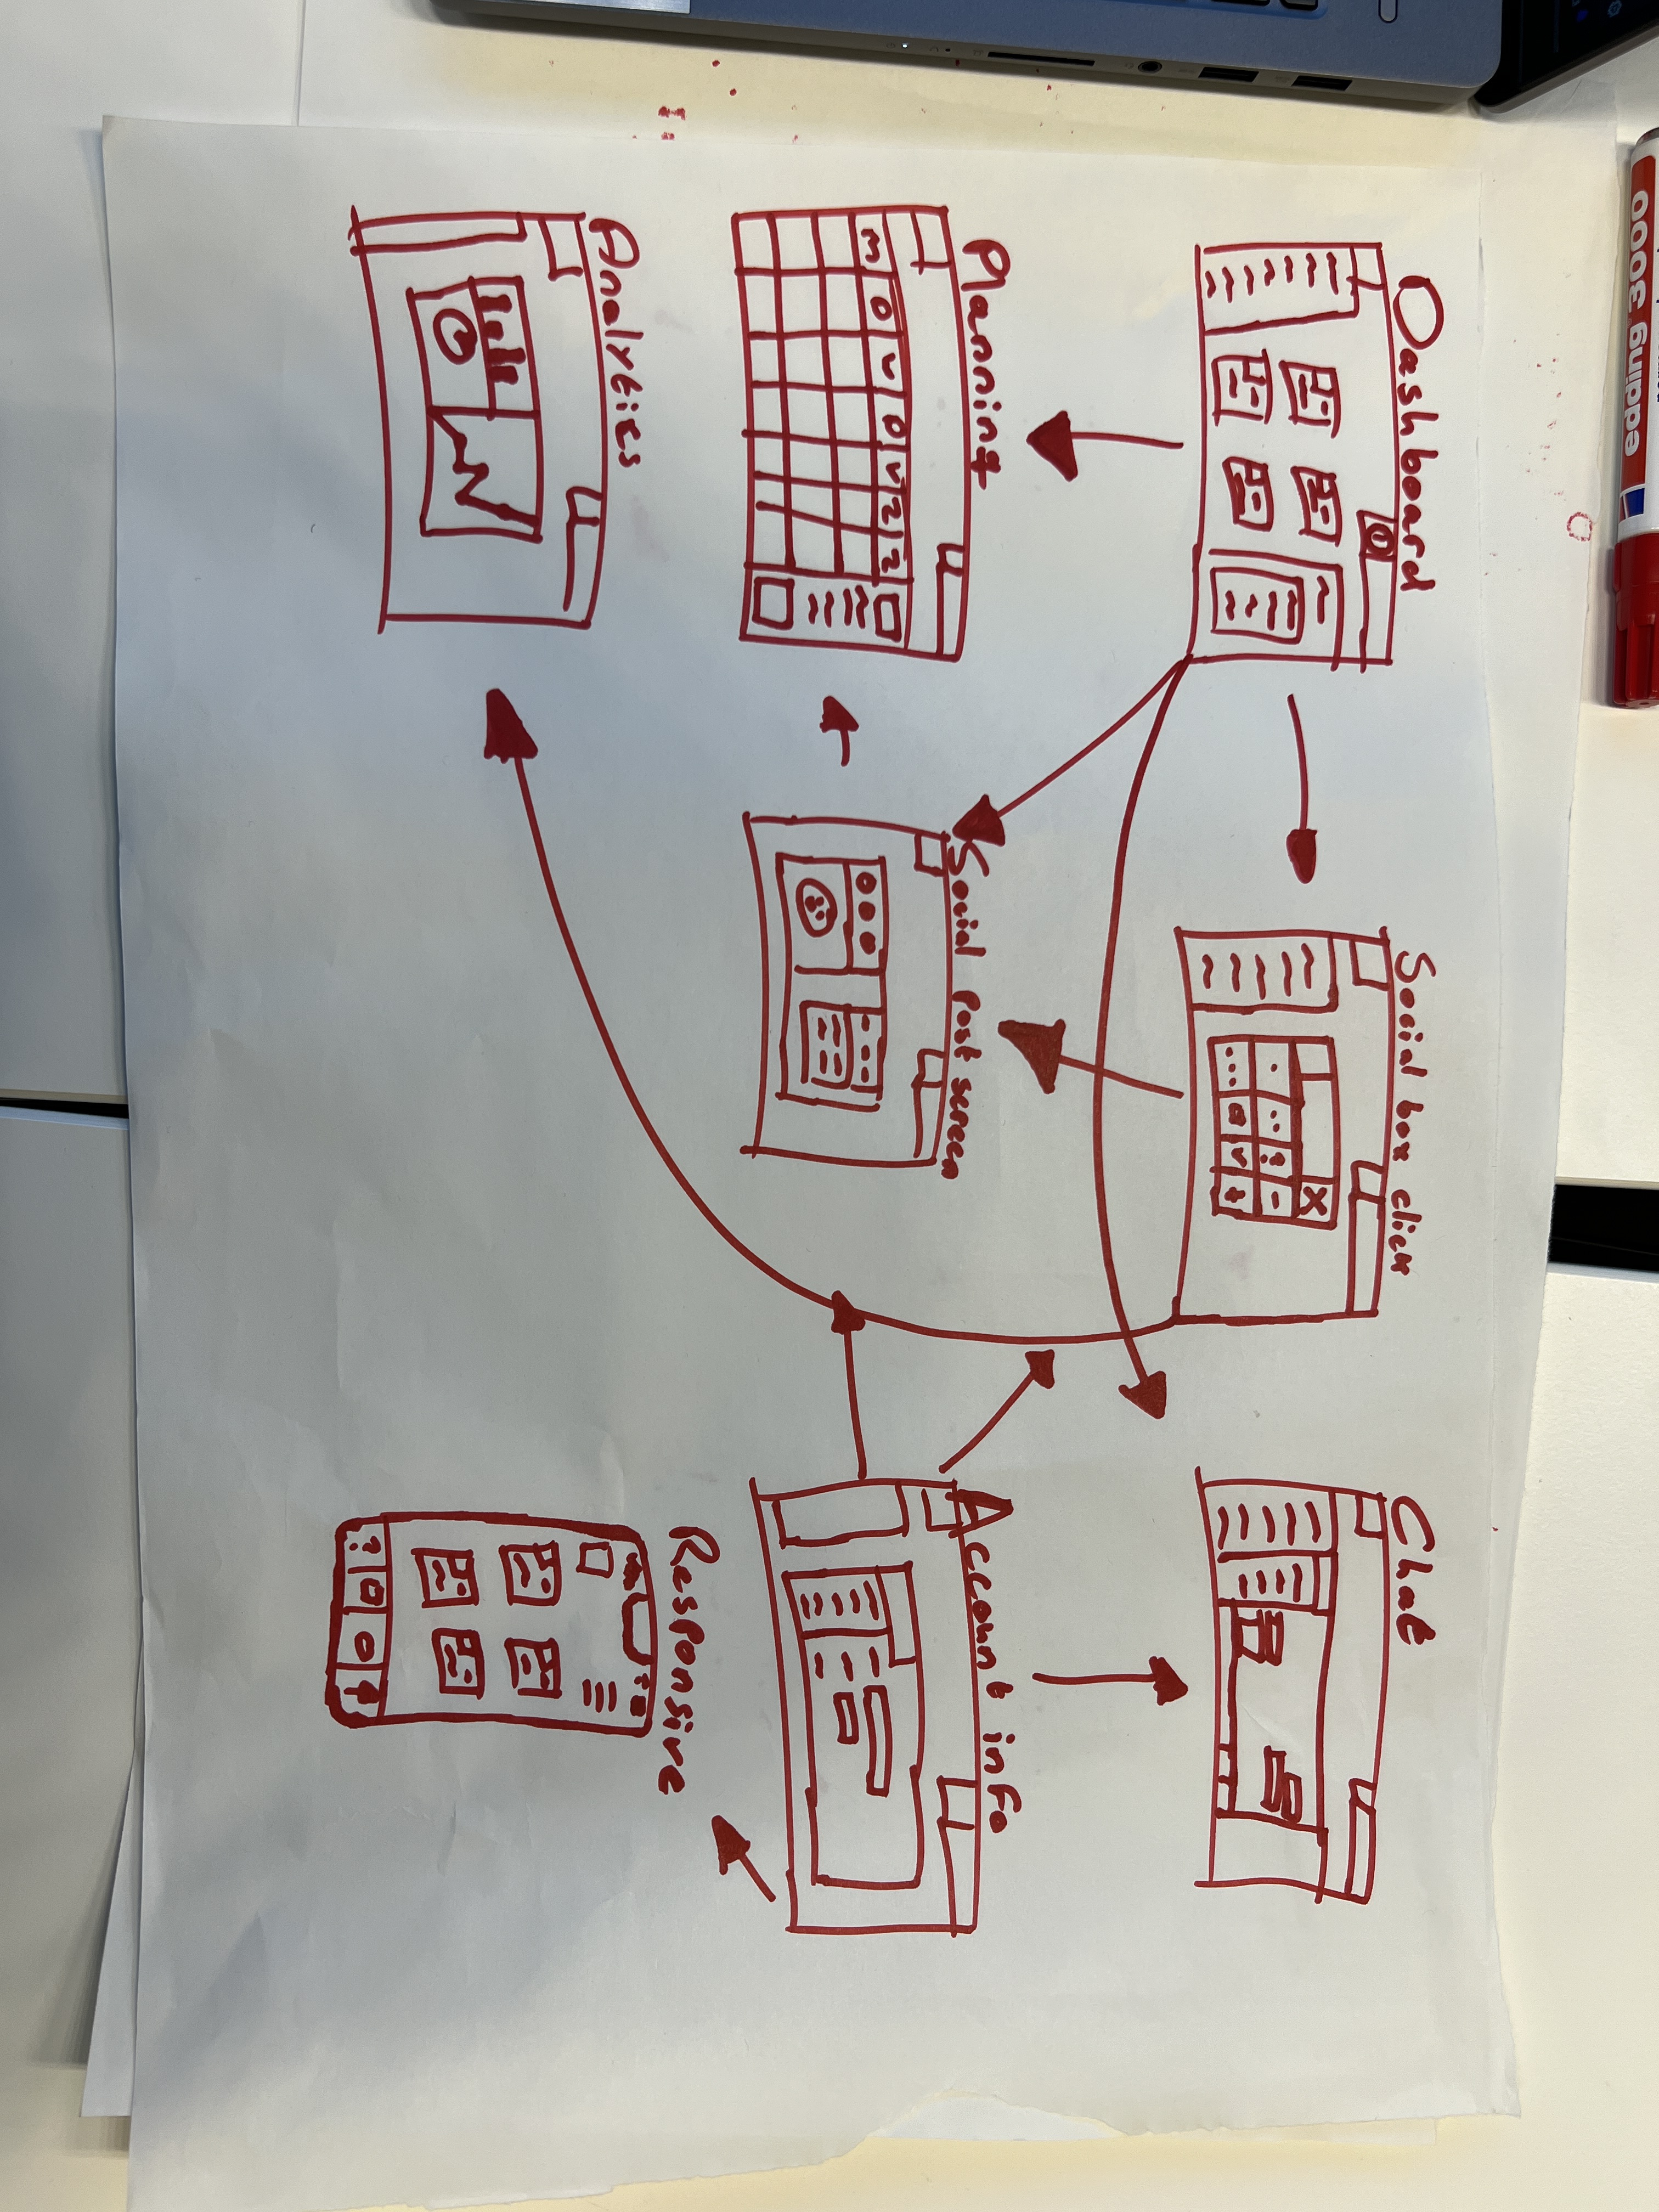 edding 3000
Dashboard
Social box click
Chat
Planning
Social Post screen
Account info
M D W D V Z Z
Responsive
Analytics